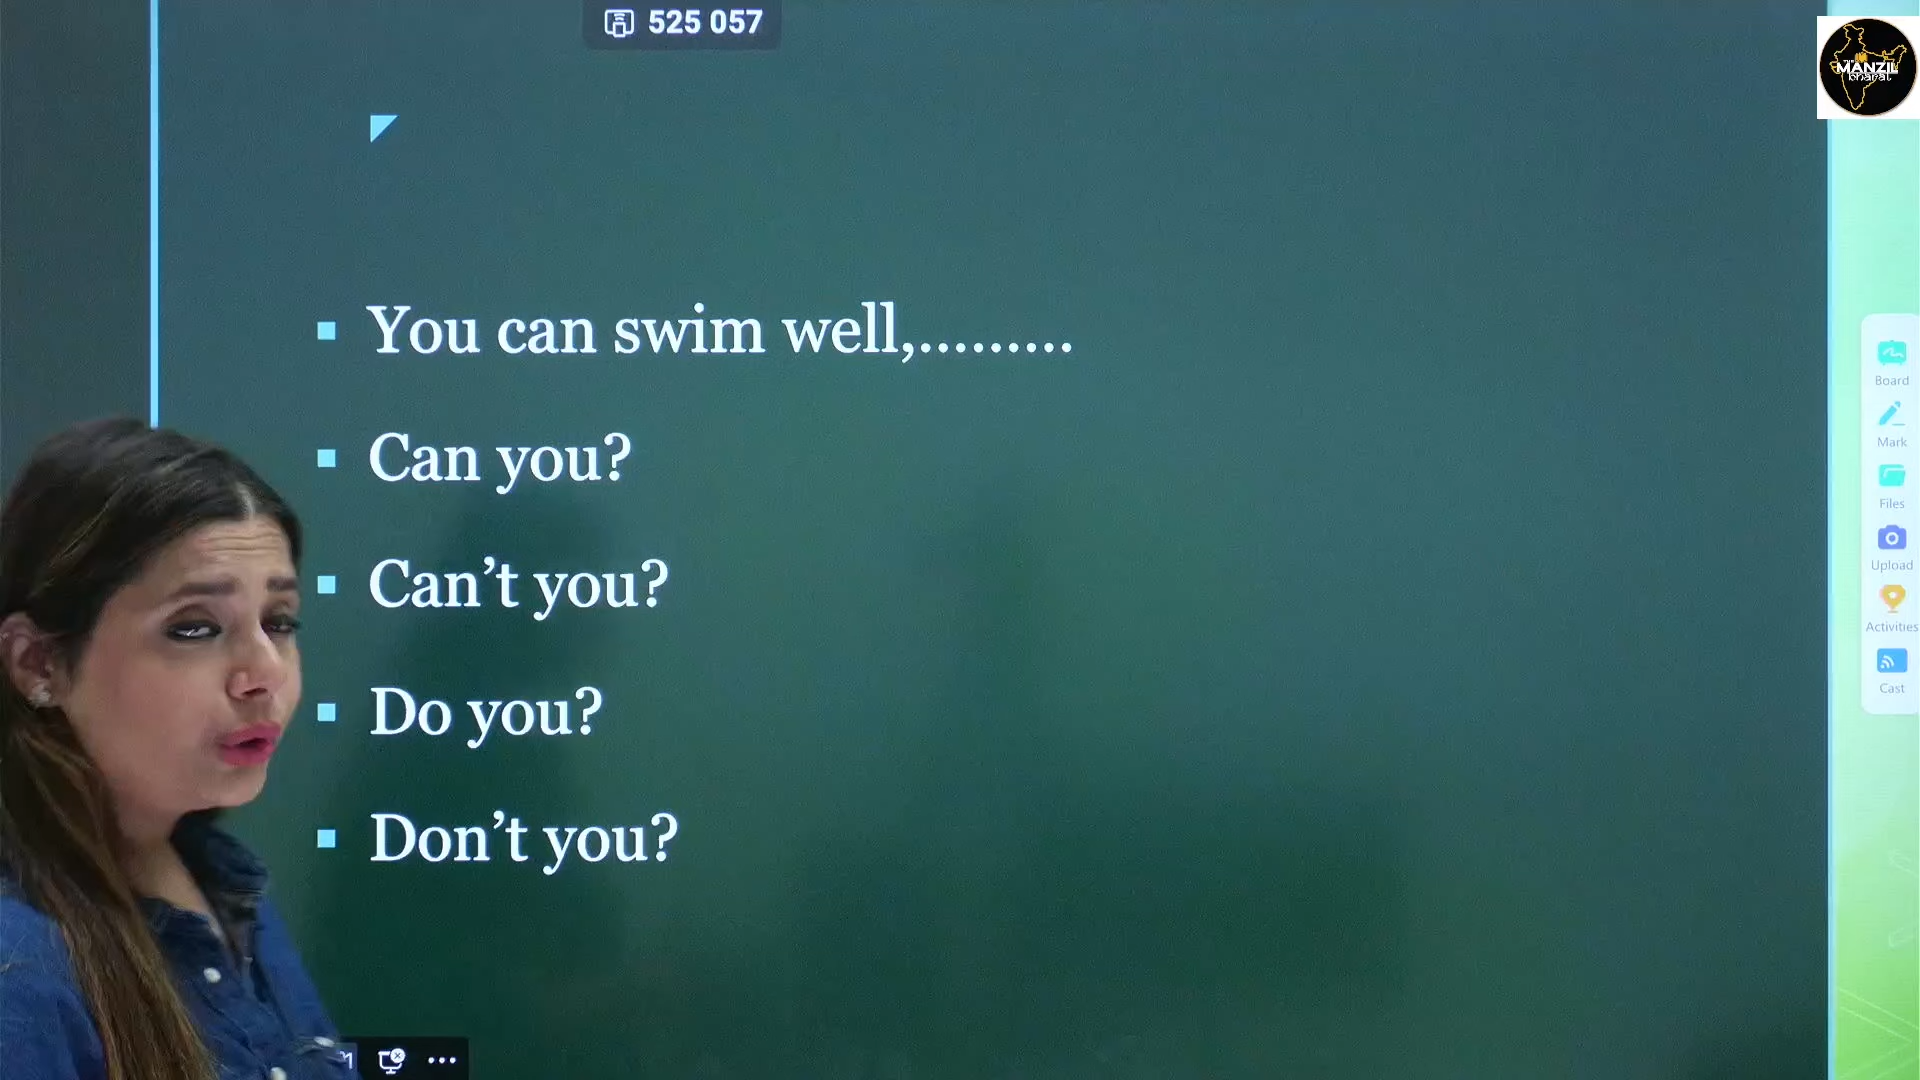 525 057
MANZIL
bharat
You can swim well,.........
Can you?
Can't you?
Do you?
Don't you?
Board
Mark
Files
Upload
Activities
Cast